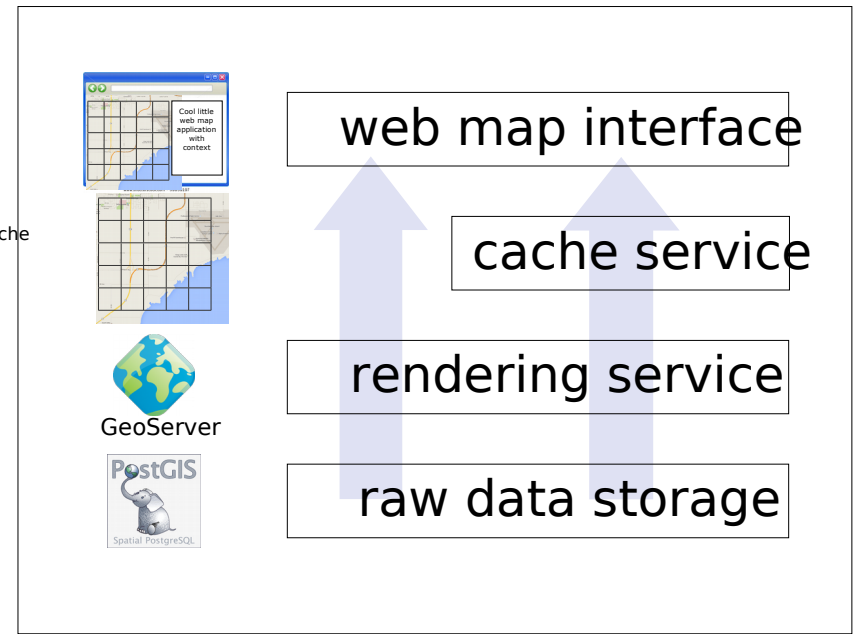 Cool little
web map
application
with
context
web map interface
che
cache service
rendering service
GeoServer
PostGIS
Spatial PostgreSQL
raw data storage